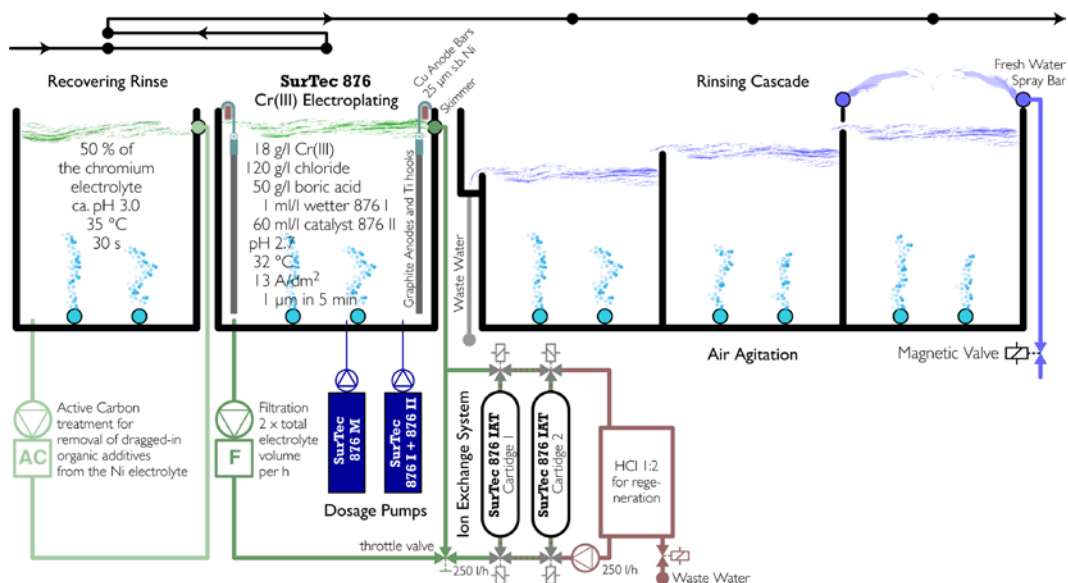 Recovering Rinse
50 % of
the chromium
electrolyte
ca. pH 3.0
35 °C
30 s
SurTec 876
Cr(III) Electroplating
18 g/l Cr(III)
120 g/l chloride
50 g/l boric acid
1 ml/l wetter 876 I
60 ml/l catalyst 876 II
pH 2.7
32 °C
13 A/dm²
1 µm in 5 min
Cu Anode Bars
25 µm s.b. Ni
Skimmer
Graphite Anodes and Ti hooks
Waste Water
Rinsing Cascade
Fresh Water
Spray Bar
Air Agitation
Magnetic Valve
Active Carbon
treatment for
removal of dragged-in
organic additives
from the Ni electrolyte
AC
Filtration
2 x total
electrolyte
volume
per h
F
SurTec
876 M
SurTec
876 I + 876 II
Dosage Pumps
Ion Exchange System
SurTec 876 IAT
Cartidge 1
SurTec 876 IAT
Cartidge 2
HCl 1:2
for rege-
neration
throttle valve
250 l/h
250 l/h
Waste Water